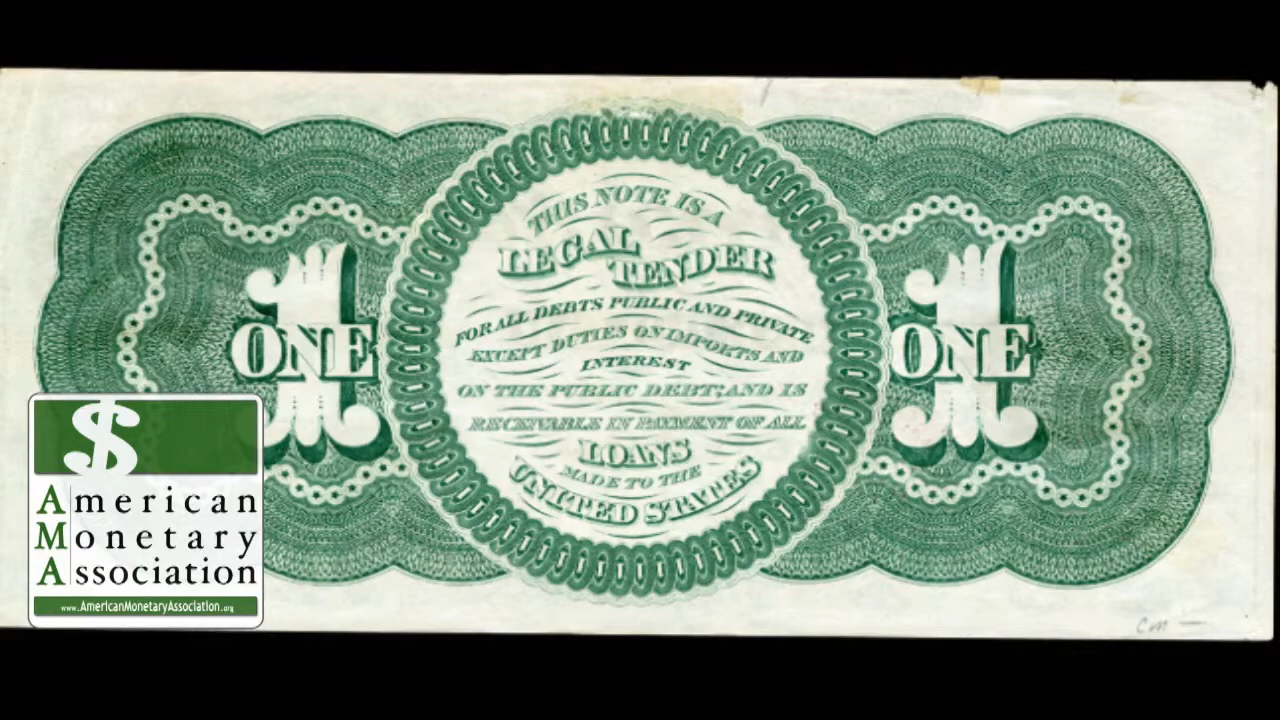 THIS NOTE IS A
LEGAL
TENDER
FOR ALL DEBTS PUBLIC AND PRIVATE
EXCEPT DUTIES ON IMPORTS AND
INTEREST
ON THE PUBLIC DEBT; AND IS
RECEIVABLE IN PAYMENT OF ALL
LOANS
MADE TO THE
UNITED STATES
1
ONE
1
ONE
$
American
Monetary
Association
www.AmericanMonetaryAssociation.org